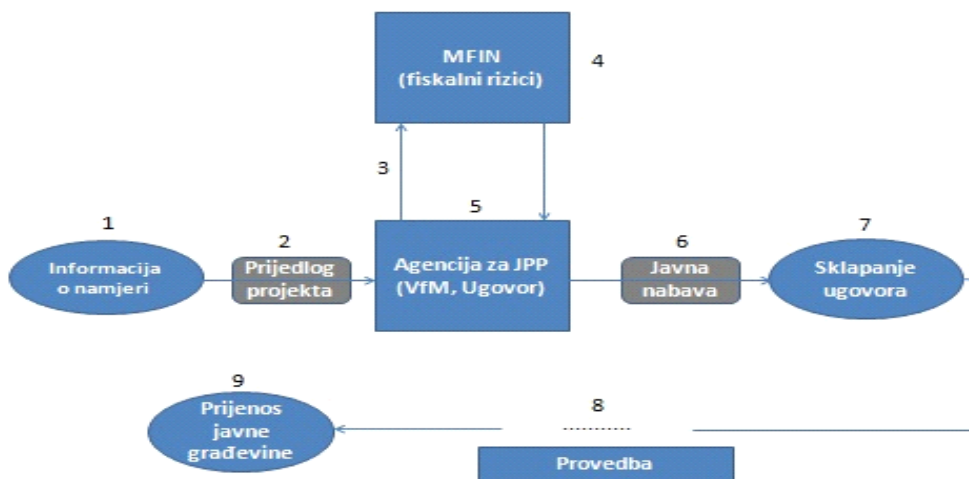 MFIN
(fiskalni rizici)
4
3
1
2
5
6
7
Informacija
o namjeri
Prijedlog
projekta
Agencija za JPP
(VfM, Ugovor)
Javna
nabava
Sklapanje
ugovora
9
8
Prijenos
javne
građevine
...........
Provedba